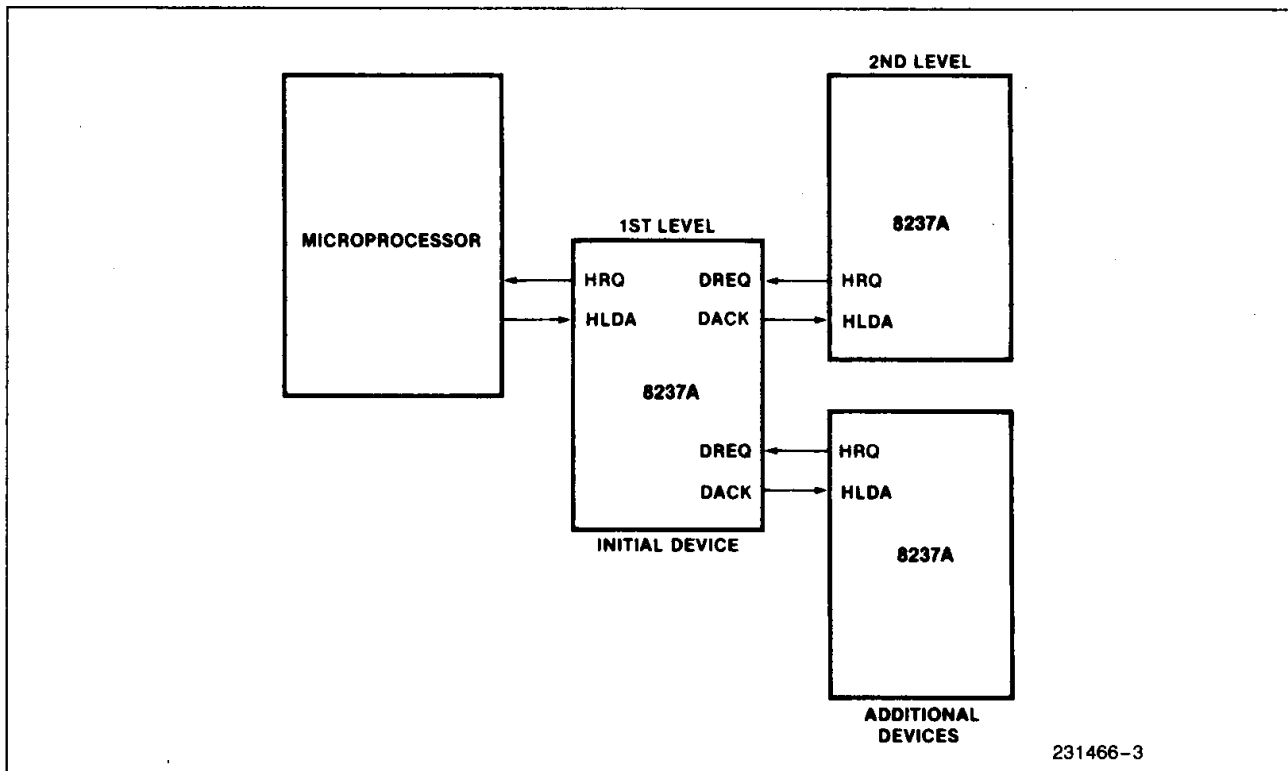 2ND LEVEL
MICROPROCESSOR
8237A
1ST LEVEL
HRQ
DREQ
HRQ
HLDA
DACK
HLDA
8237A
DREQ
HRQ
DACK
HLDA
INITIAL DEVICE
8237A
ADDITIONAL
DEVICES
231466-3